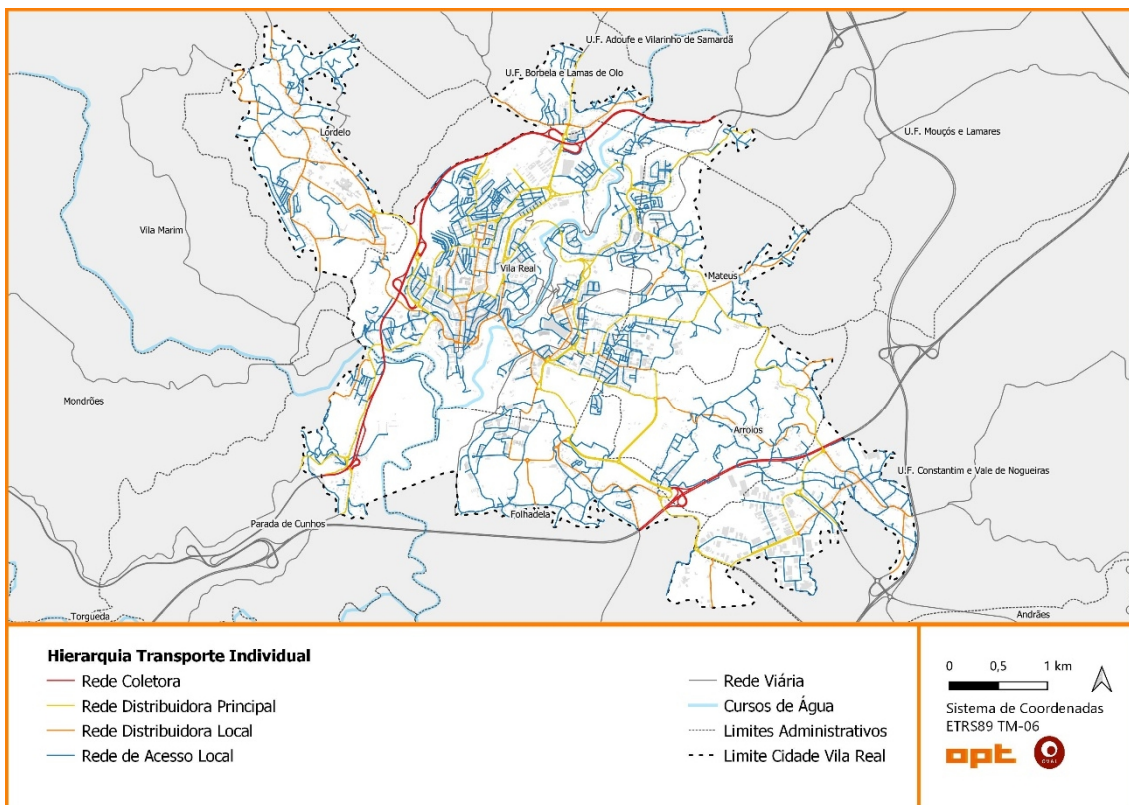 U.F. Adoufe e Vilarinho de Samardã
U.F. Borbela e Lamas de Olo
Lordelo
U.F. Mouçós e Lamares
Vila Marim
Vila Real
Mateus
Mondrões
Arroios
U.F. Constantim e Vale de Nogueiras
Folhadela
Parada de Cunhos
Torgueda
Andrães
Hierarquia Transporte Individual
Rede Coletora
Rede Distribuidora Principal
Rede Distribuidora Local
Rede de Acesso Local
Rede Viária
Cursos de Água
Limites Administrativos
Limite Cidade Vila Real
0 0,5 1 km
Sistema de Coordenadas
ETRS89 TM-06
opt